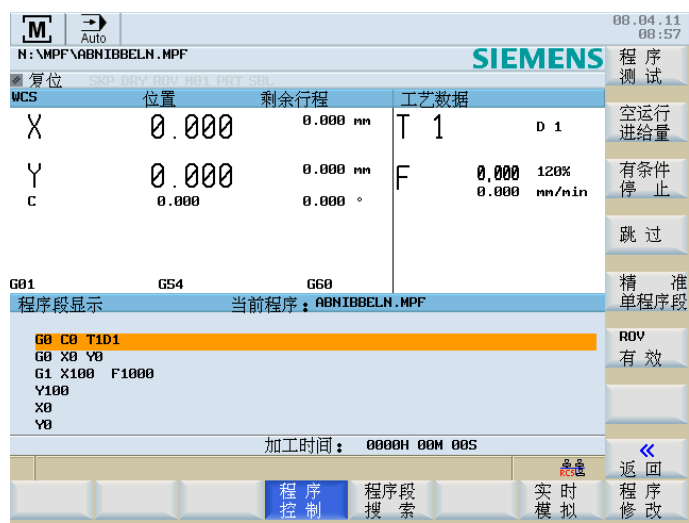 M Auto 08.04.11
08:57
N:\MPF\ABNIBBELN.MPF SIEMENS
复位 SKP DRY ROV M01 PRT SBL
WCS 位置 剩余行程 工艺数据
X 0.000 0.000 mm T 1 D 1
Y 0.000 0.000 mm F 0,000 120%
0.000 mm/min
C 0.000 0.000 °
G01 G54 G60
程序段显示 当前程序：ABNIBBELN.MPF
G0 C0 T1D1
G0 X0 Y0
G1 X100 F1000
Y100
X0
Y0
加工时间： 0000H 00M 00S
RCS
程序
测试
空运行
进给量
有条件
停止
跳过
精准
单程序段
ROV
有效
«
返回
程序
控制
程序段
搜索
实时
模拟
程序
修改